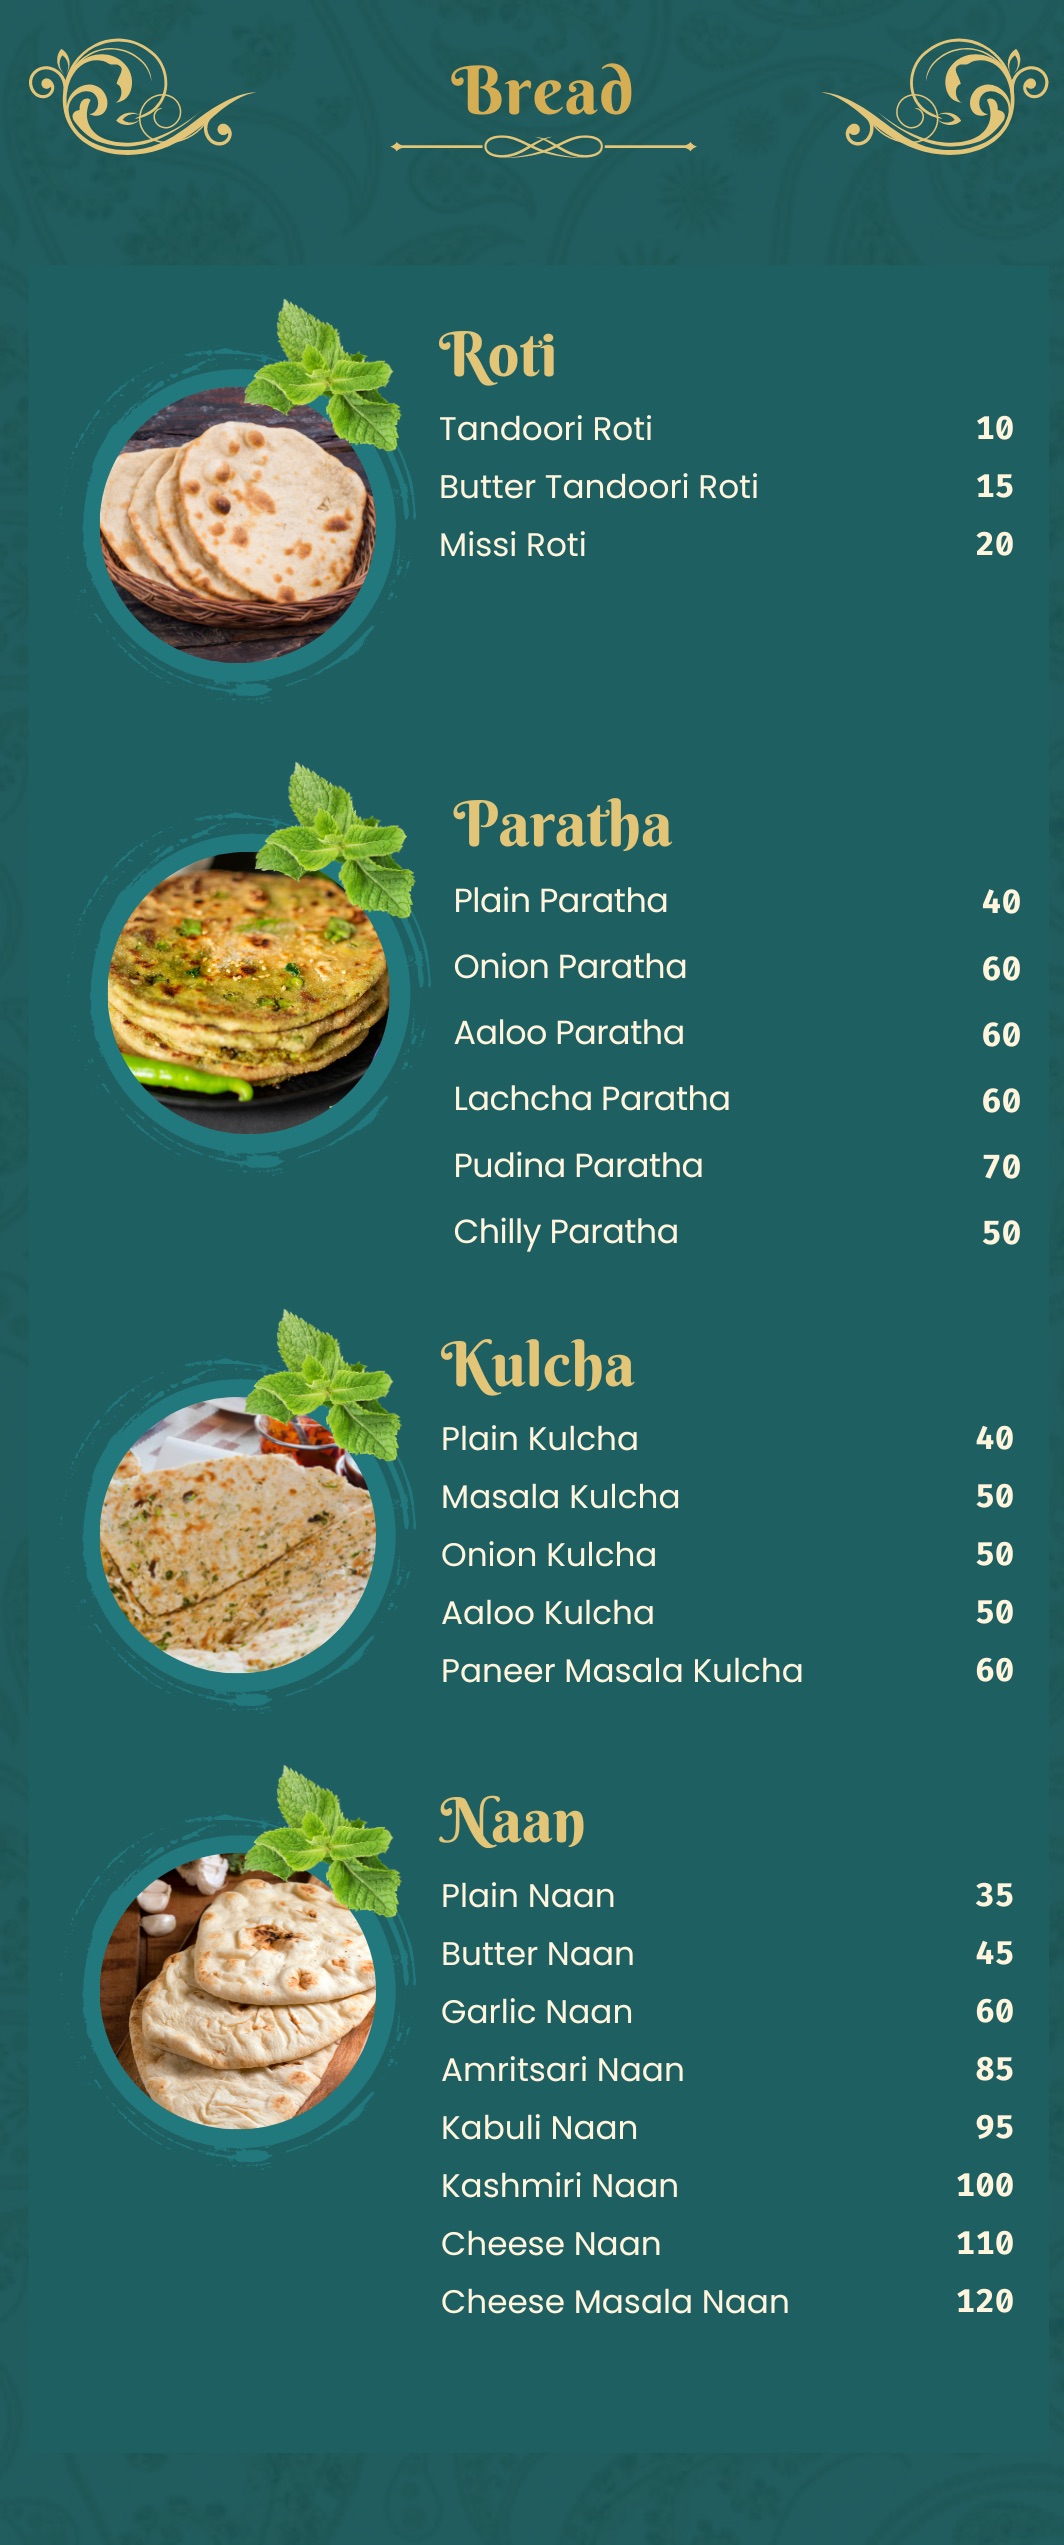 Bread
Roti
Tandoori Roti 10
Butter Tandoori Roti 15
Missi Roti 20
Paratha
Plain Paratha 40
Onion Paratha 60
Aaloo Paratha 60
Lachcha Paratha 60
Pudina Paratha 70
Chilly Paratha 50
Kulcha
Plain Kulcha 40
Masala Kulcha 50
Onion Kulcha 50
Aaloo Kulcha 50
Paneer Masala Kulcha 60
Naan
Plain Naan 35
Butter Naan 45
Garlic Naan 60
Amritsari Naan 85
Kabuli Naan 95
Kashmiri Naan 100
Cheese Naan 110
Cheese Masala Naan 120